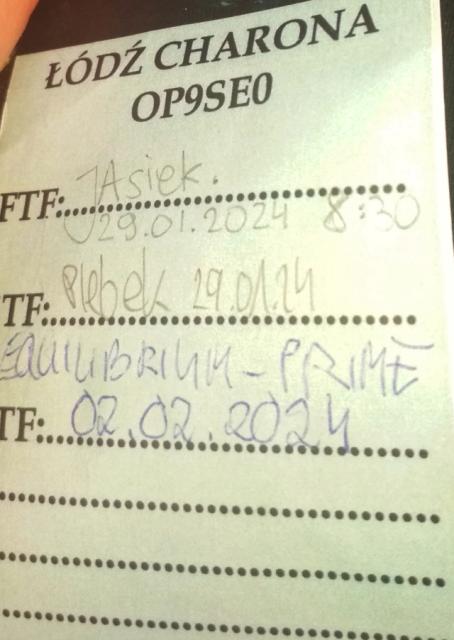 ŁÓDŹ CHARONA
OP9SE0
FTF: JAsiek.
29.01.2024 8:30
TF: Plebek 29.01.24
EQUILIBRIUM - PRIME
TF: 02.02.2024